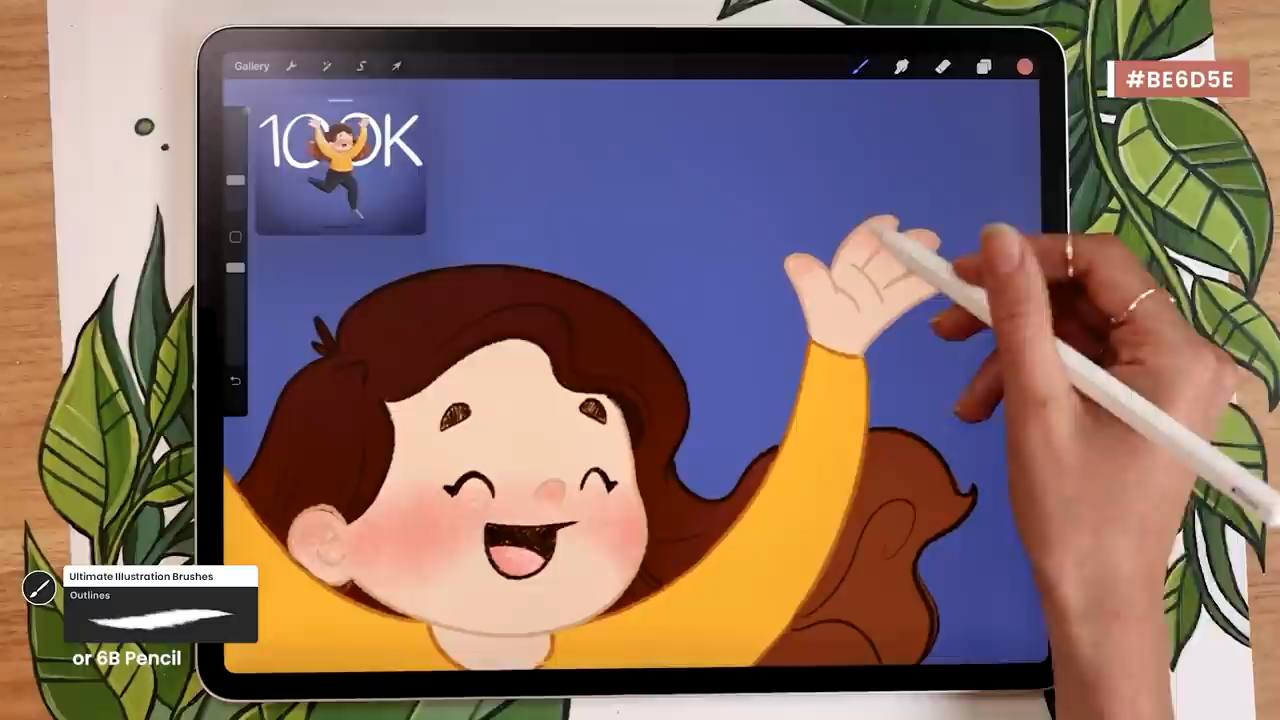 Gallery
#BE6D5E
100K
Ultimate Illustration Brushes
Outlines
or 6B Pencil